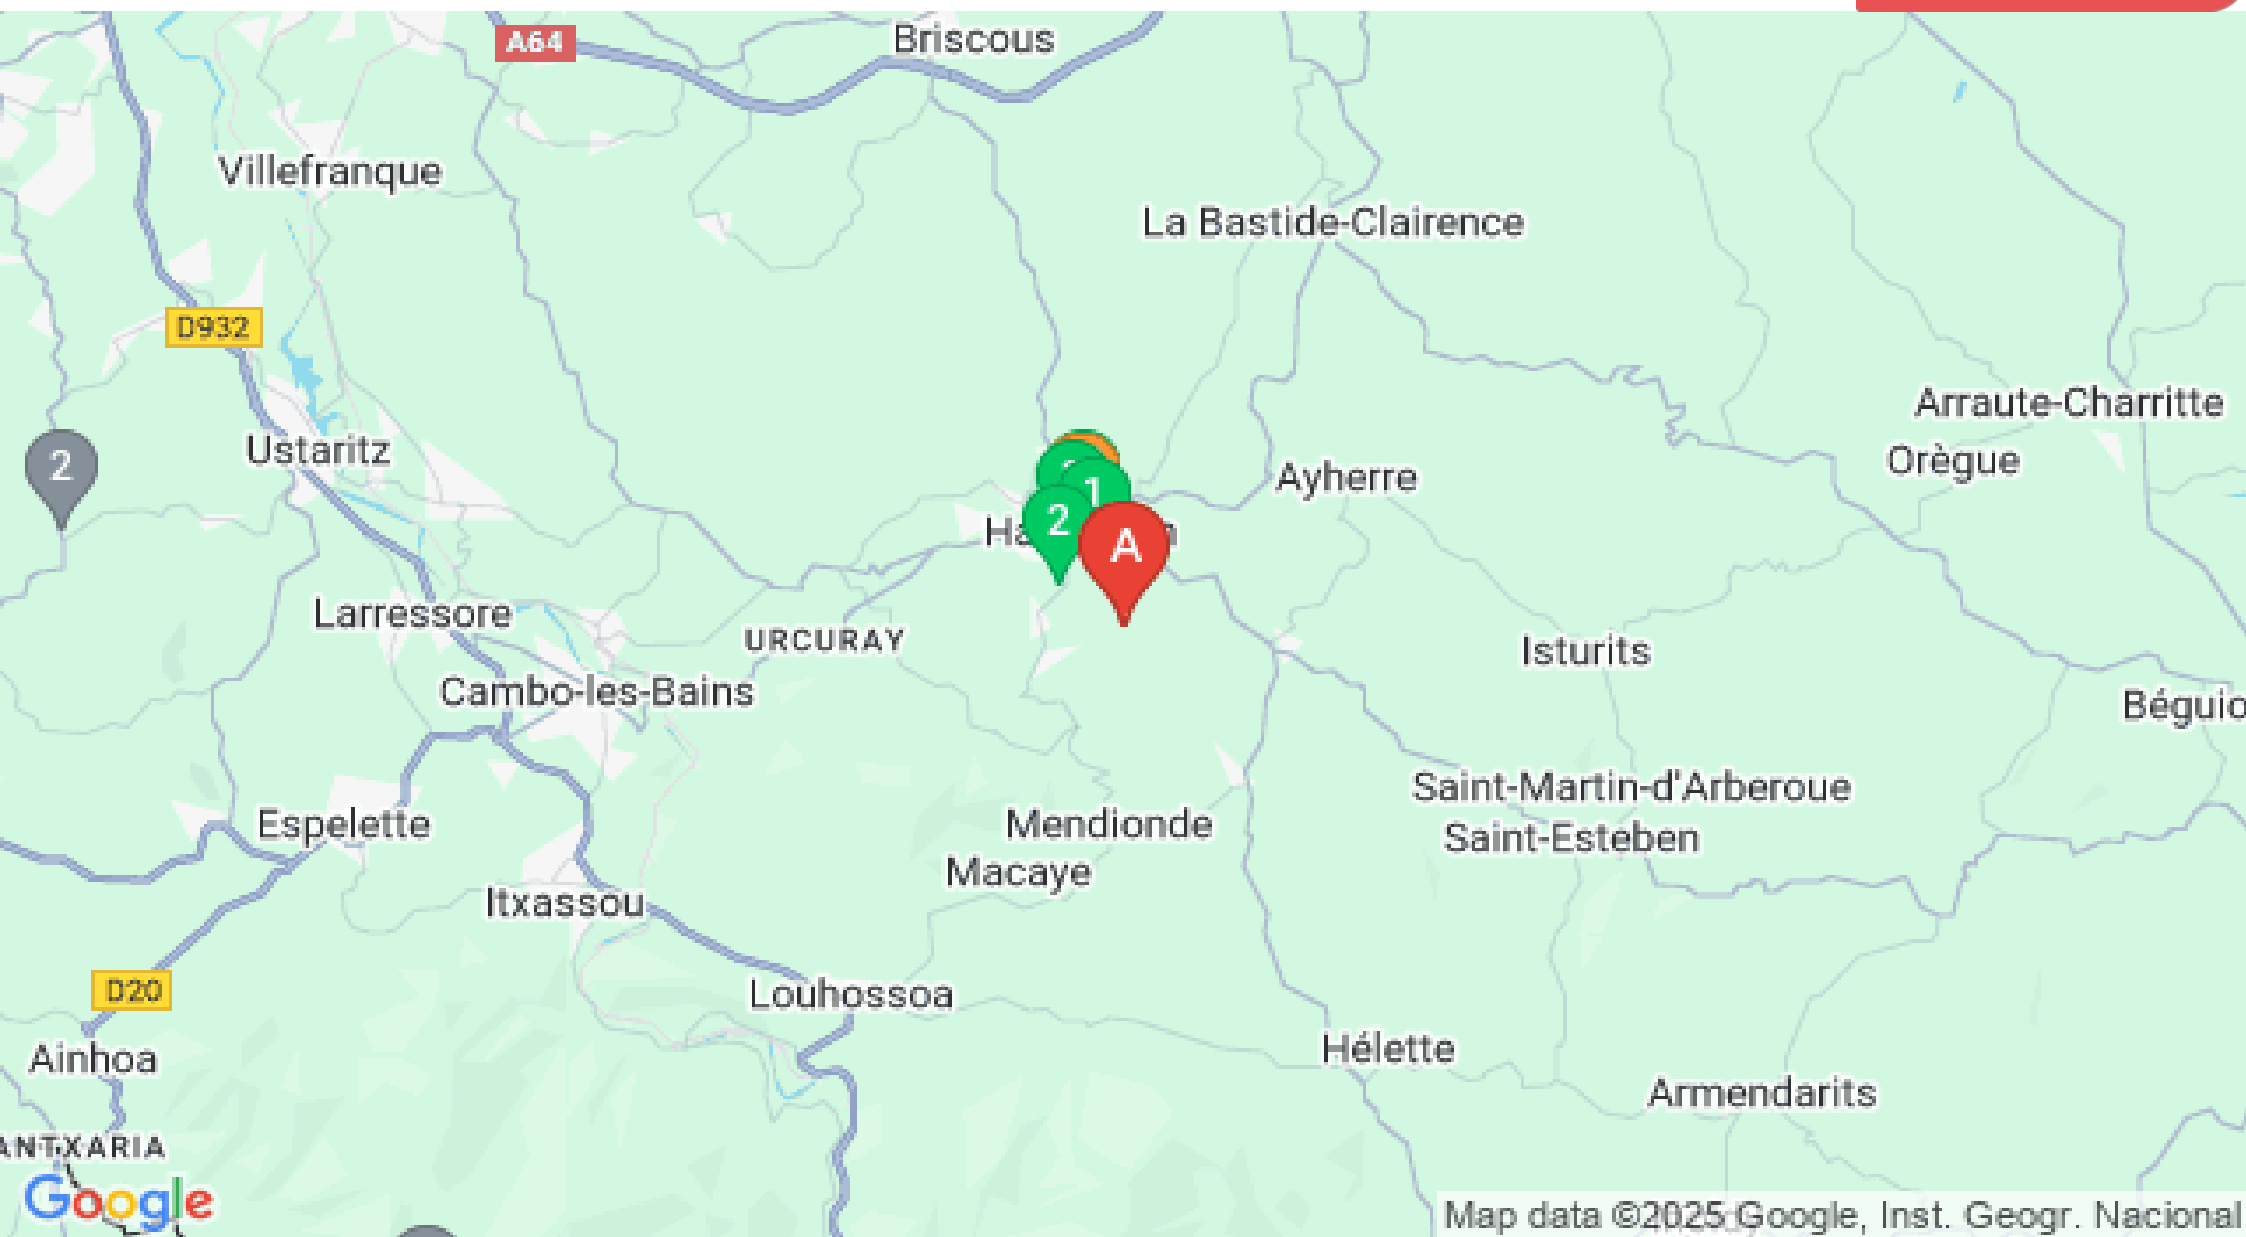 A64
Briscous
Villefranque
La Bastide-Clairence
D932
Arraute-Charritte
Ustaritz
2
Ayherre
Orègue
1
2
A
Larressore
URCURAY
Isturits
Cambo-les-Bains
Béguio
Saint-Martin-d'Arberoue
Espelette
Mendionde
Saint-Esteben
Macaye
Itxassou
D20
Louhossoa
Ainhoa
Hélette
Armendarits
ANTXARIA
Google
Map data ©2025 Google, Inst. Geogr. Nacional